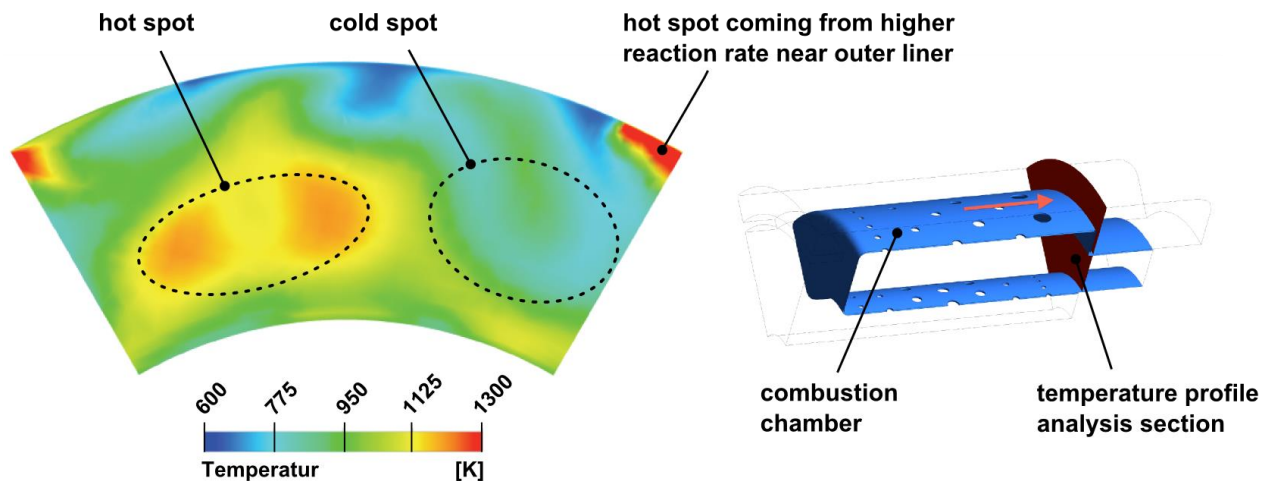 hot spot
cold spot
hot spot coming from higher
reaction rate near outer liner
600
775
950
1125
1300
Temperatur
[K]
combustion
chamber
temperature profile
analysis section